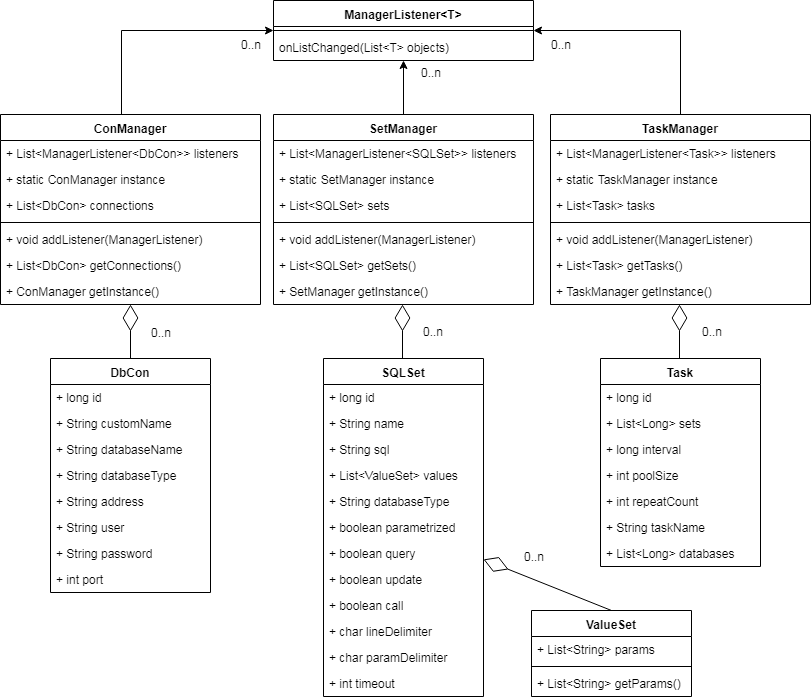 ManagerListener<T>
onListChanged(List<T> objects)
0..n
0..n
0..n
ConManager
+ List<ManagerListener<DbCon>> listeners
+ static ConManager instance
+ List<DbCon> connections
+ void addListener(ManagerListener)
+ List<DbCon> getConnections()
+ ConManager getInstance()
SetManager
+ List<ManagerListener<SQLSet>> listeners
+ static SetManager instance
+ List<SQLSet> sets
+ void addListener(ManagerListener)
+ List<SQLSet> getSets()
+ SetManager getInstance()
TaskManager
+ List<ManagerListener<Task>> listeners
+ static TaskManager instance
+ List<Task> tasks
+ void addListener(ManagerListener)
+ List<Task> getTasks()
+ TaskManager getInstance()
0..n
0..n
0..n
DbCon
+ long id
+ String customName
+ String databaseName
+ String databaseType
+ String address
+ String user
+ String password
+ int port
SQLSet
+ long id
+ String name
+ String sql
+ List<ValueSet> values
+ String databaseType
+ boolean parametrized
+ boolean query
+ boolean update
+ boolean call
+ char lineDelimiter
+ char paramDelimiter
+ int timeout
Task
+ long id
+ List<Long> sets
+ long interval
+ int poolSize
+ int repeatCount
+ String taskName
+ List<Long> databases
0..n
ValueSet
+ List<String> params
+ List<String> getParams()